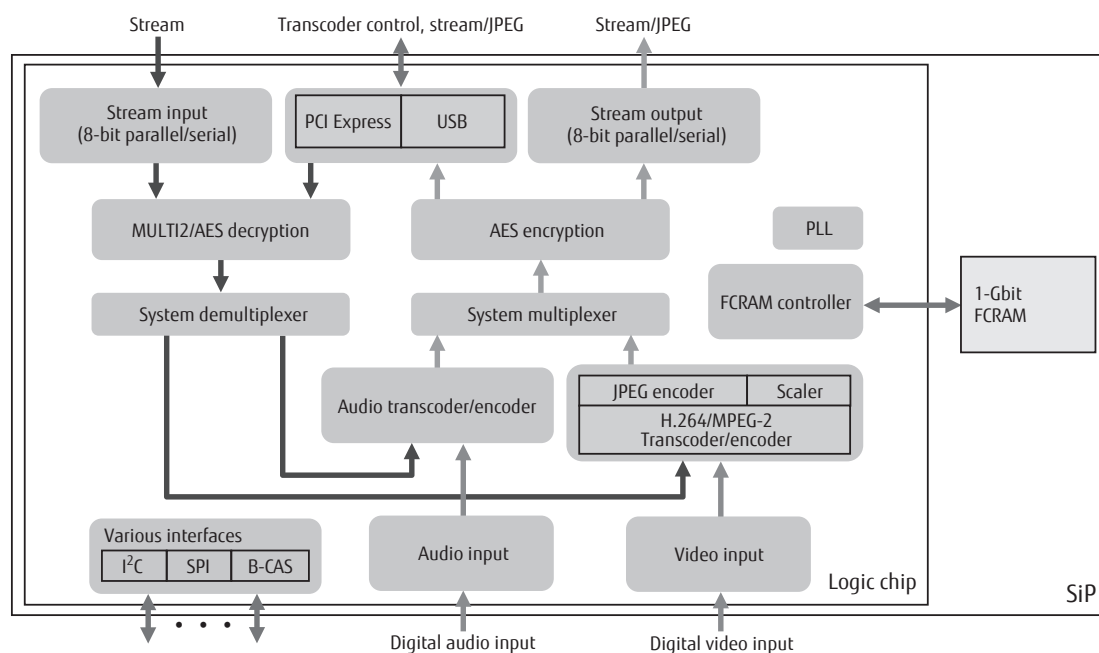 Stream
Transcoder control, stream/JPEG
Stream/JPEG
Stream input
(8-bit parallel/serial)
PCI Express
USB
Stream output
(8-bit parallel/serial)
MULTI2/AES decryption
AES encryption
PLL
System demultiplexer
System multiplexer
FCRAM controller
1-Gbit
FCRAM
Audio transcoder/encoder
JPEG encoder
Scaler
H.264/MPEG-2
Transcoder/encoder
Various interfaces
I²C
SPI
B-CAS
Audio input
Video input
Logic chip
SiP
Digital audio input
Digital video input